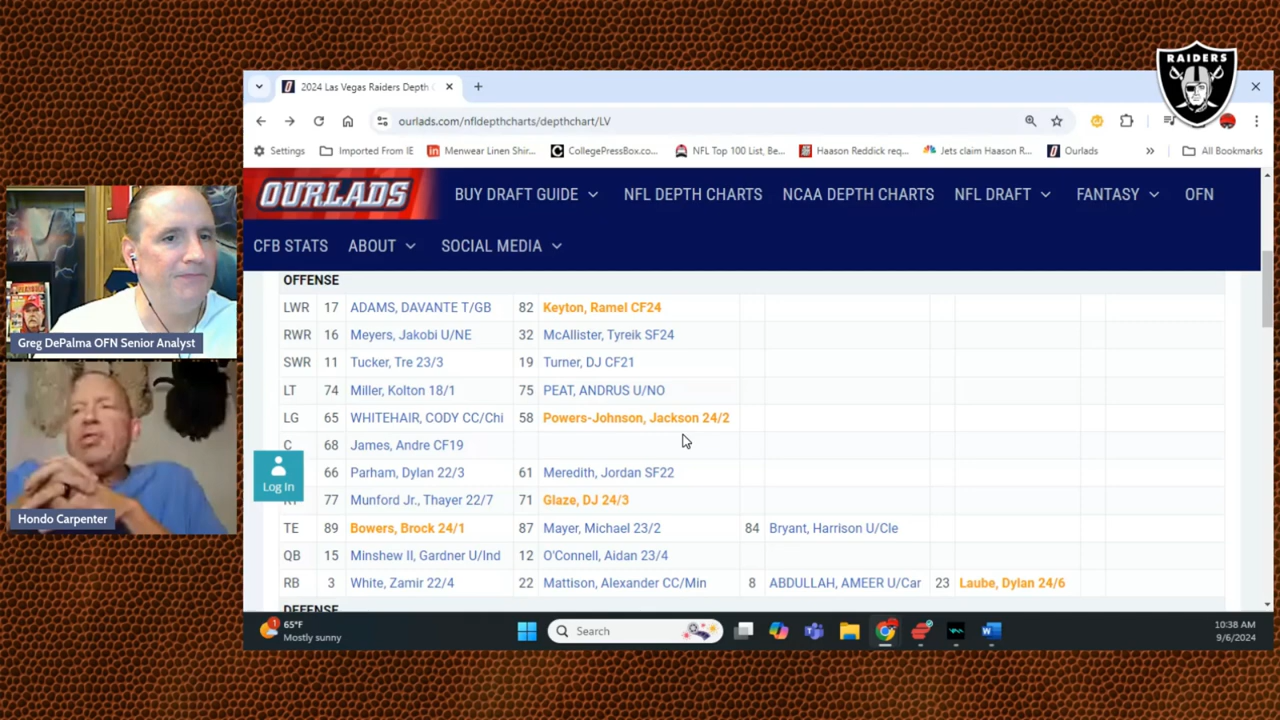 RAIDERS
2024 Las Vegas Raiders Depth
ourlads.com/nfldepthcharts/depthchart/LV
Settings Imported From IE Menwear Linen Shir... CollegePressBox.co... NFL Top 100 List, Be... Haason Reddick req... Jets claim Haason R... Ourlads All Bookmarks
OURLADS BUY DRAFT GUIDE NFL DEPTH CHARTS NCAA DEPTH CHARTS NFL DRAFT FANTASY OFN
CFB STATS ABOUT SOCIAL MEDIA
OFFENSE
LWR 17 ADAMS, DAVANTE T/GB 82 Keyton, Ramel CF24
RWR 16 Meyers, Jakobi U/NE 32 McAllister, Tyreik SF24
SWR 11 Tucker, Tre 23/3 19 Turner, DJ CF21
LT 74 Miller, Kolton 18/1 75 PEAT, ANDRUS U/NO
LG 65 WHITEHAIR, CODY CC/Chi 58 Powers-Johnson, Jackson 24/2
C 68 James, Andre CF19
66 Parham, Dylan 22/3 61 Meredith, Jordan SF22
77 Munford Jr., Thayer 22/7 71 Glaze, DJ 24/3
TE 89 Bowers, Brock 24/1 87 Mayer, Michael 23/2 84 Bryant, Harrison U/Cle
QB 15 Minshew II, Gardner U/Ind 12 O'Connell, Aidan 23/4
RB 3 White, Zamir 22/4 22 Mattison, Alexander CC/Min 8 ABDULLAH, AMEER U/Car 23 Laube, Dylan 24/6
DEFENSE
Log In
Greg DePalma OFN Senior Analyst
Hondo Carpenter
1
65°F
Mostly sunny
Search
10:38 AM
9/6/2024